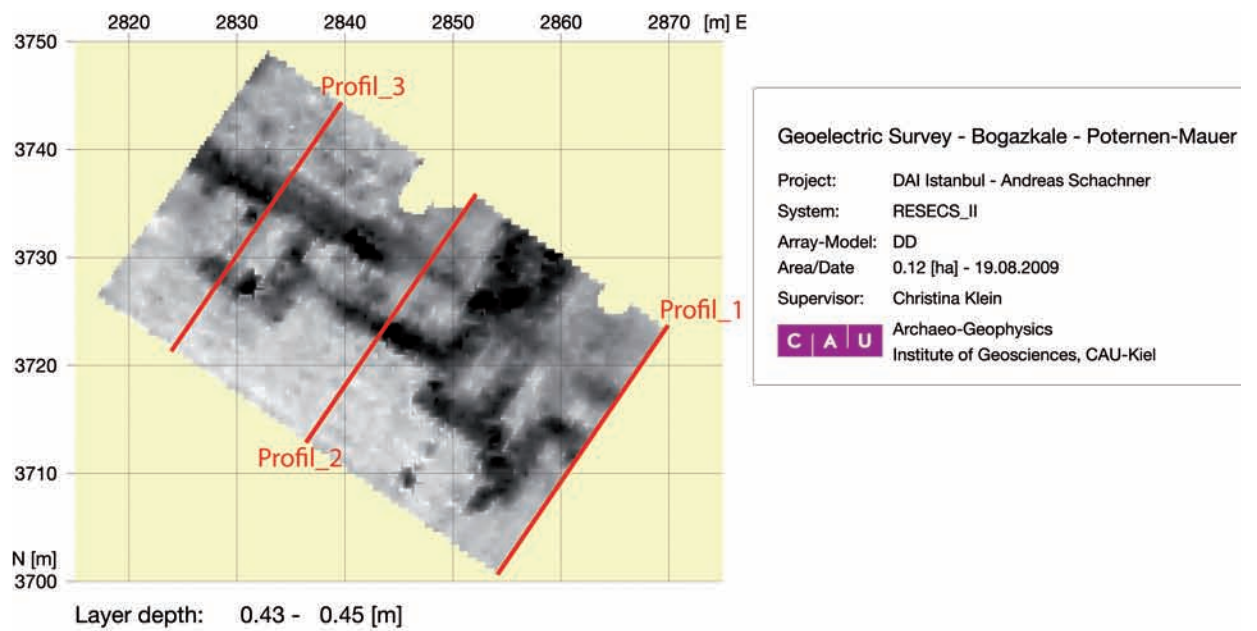 2820 2830 2840 2850 2860 2870 [m] E
3750
3740
3730
3720
3710
N [m]
3700
Profil_3
Profil_1
Profil_2
Layer depth: 0.43 - 0.45 [m]
Geoelectric Survey - Bogazkale - Poternen-Mauer
Project: DAI Istanbul - Andreas Schachner
System: RESECS_II
Array-Model: DD
Area/Date 0.12 [ha] - 19.08.2009
Supervisor: Christina Klein
C | A | U
Archaeo-Geophysics
Institute of Geosciences, CAU-Kiel